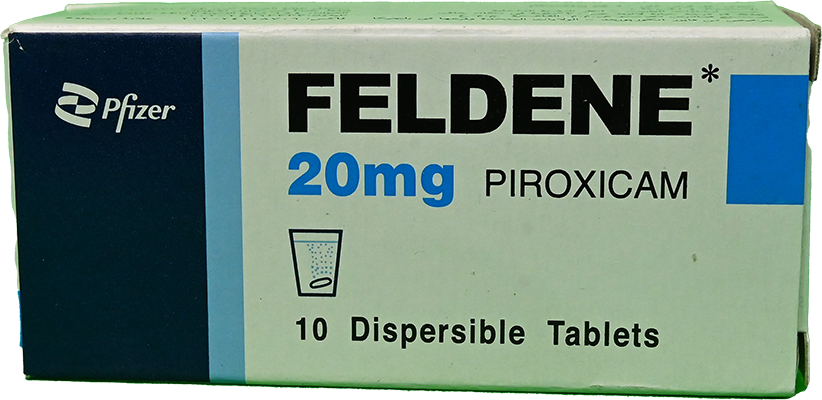 Pfizer
FELDENE*
20mg PIROXICAM
10 Dispersible Tablets